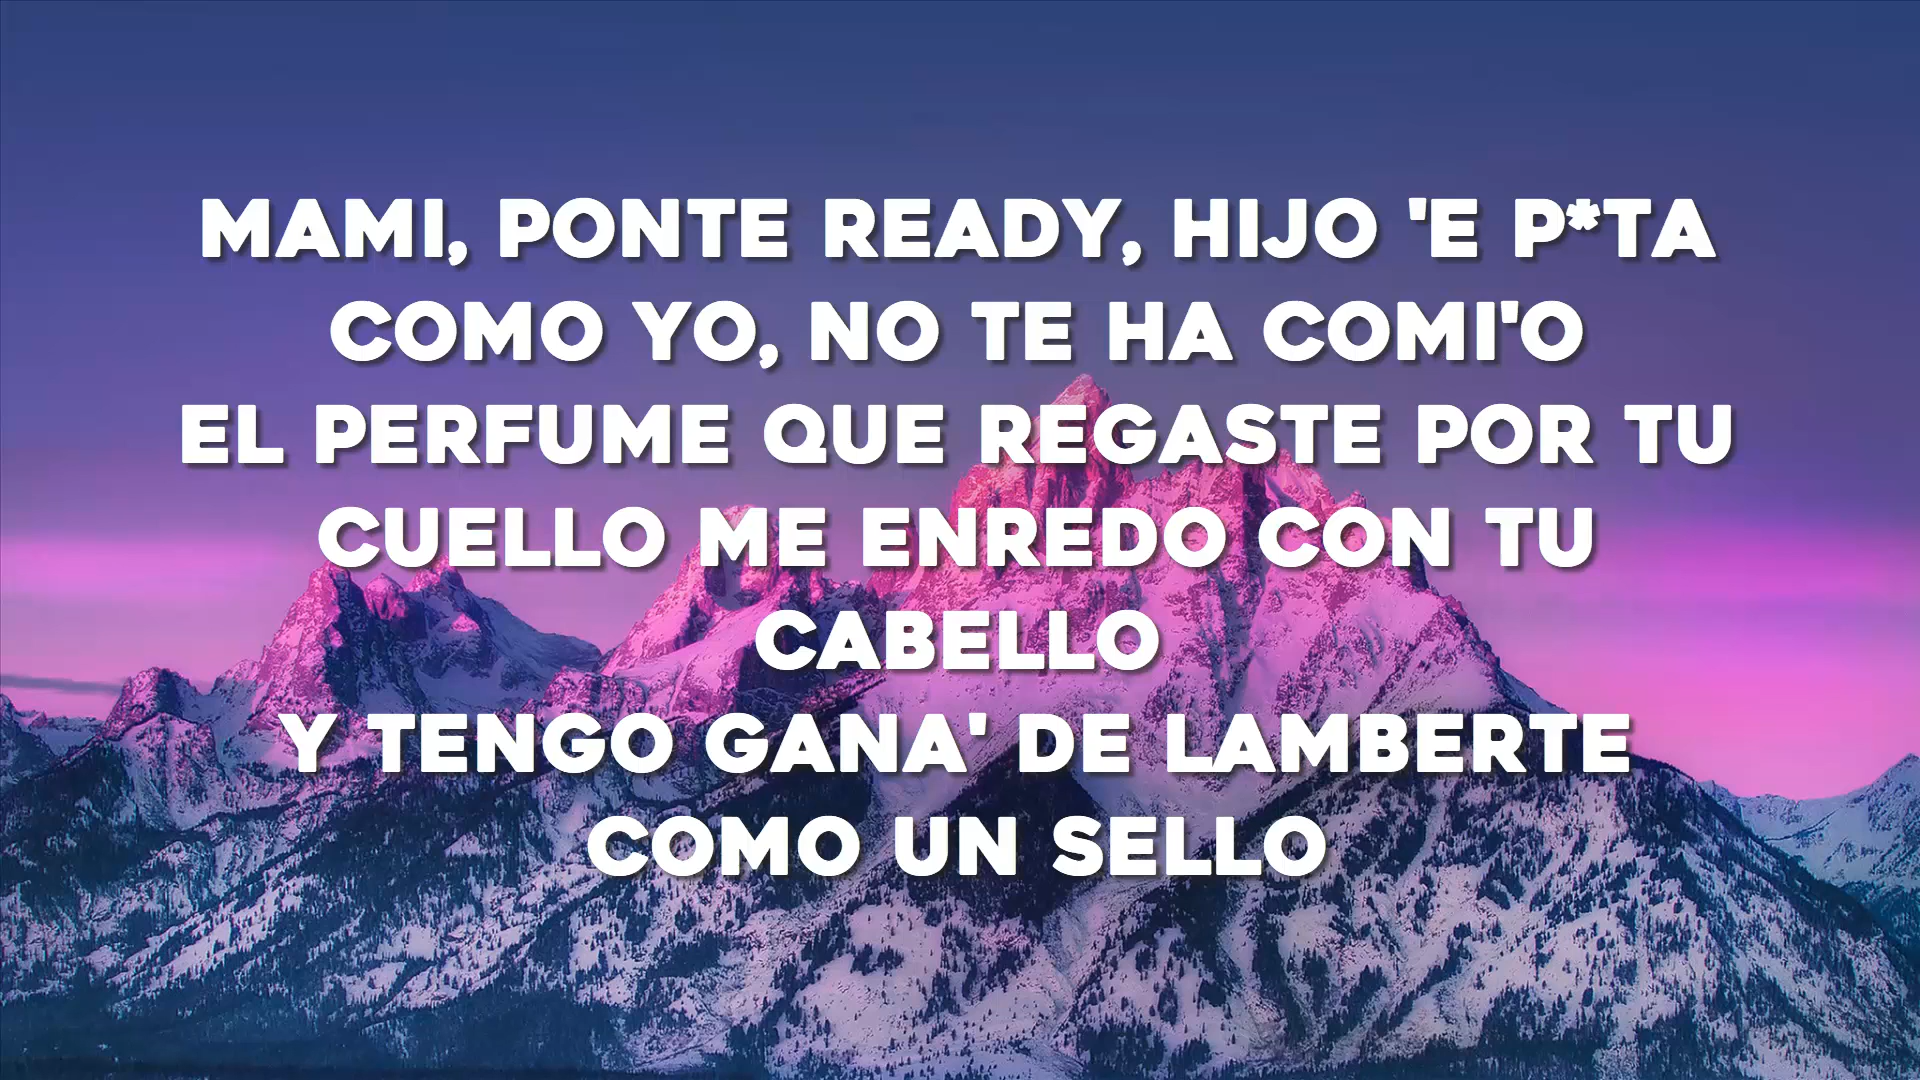 MAMI, PONTE READY, HIJO 'E P*TA
COMO YO, NO TE HA COMI'O
EL PERFUME QUE REGASTE POR TU
CUELLO ME ENREDO CON TU
CABELLO
Y TENGO GANA' DE LAMBERTE
COMO UN SELLO